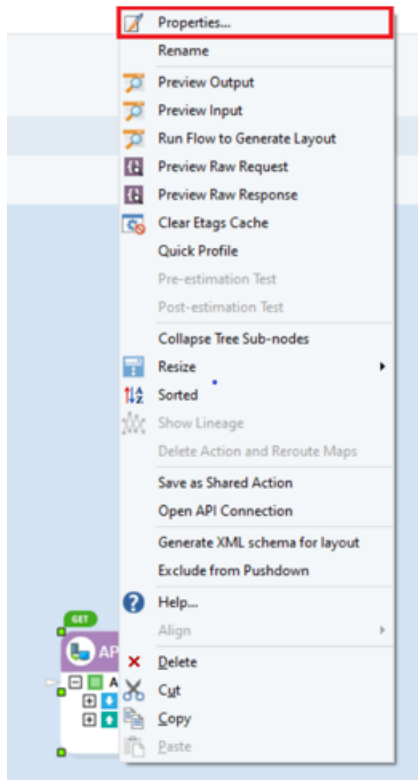 Properties...
Rename
Preview Output
Preview Input
Run Flow to Generate Layout
Preview Raw Request
Preview Raw Response
Clear Etags Cache
Quick Profile
Pre-estimation Test
Post-estimation Test
Collapse Tree Sub-nodes
Resize
Sorted
Show Lineage
Delete Action and Reroute Maps
Save as Shared Action
Open API Connection
Generate XML schema for layout
Exclude from Pushdown
Help...
Align
Delete
Cut
Copy
Paste
GET
AP
A